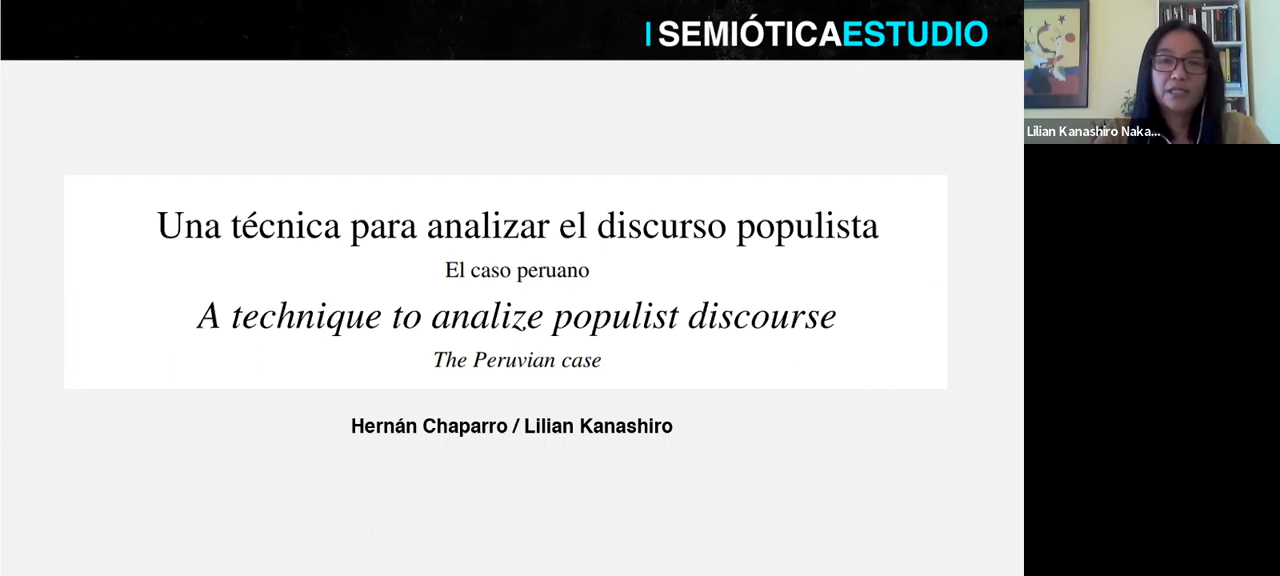 SEMIÓTICAESTUDIO
Lilian Kanashiro Naka...
Una técnica para analizar el discurso populista
El caso peruano
A technique to analize populist discourse
The Peruvian case
Hernán Chaparro / Lilian Kanashiro